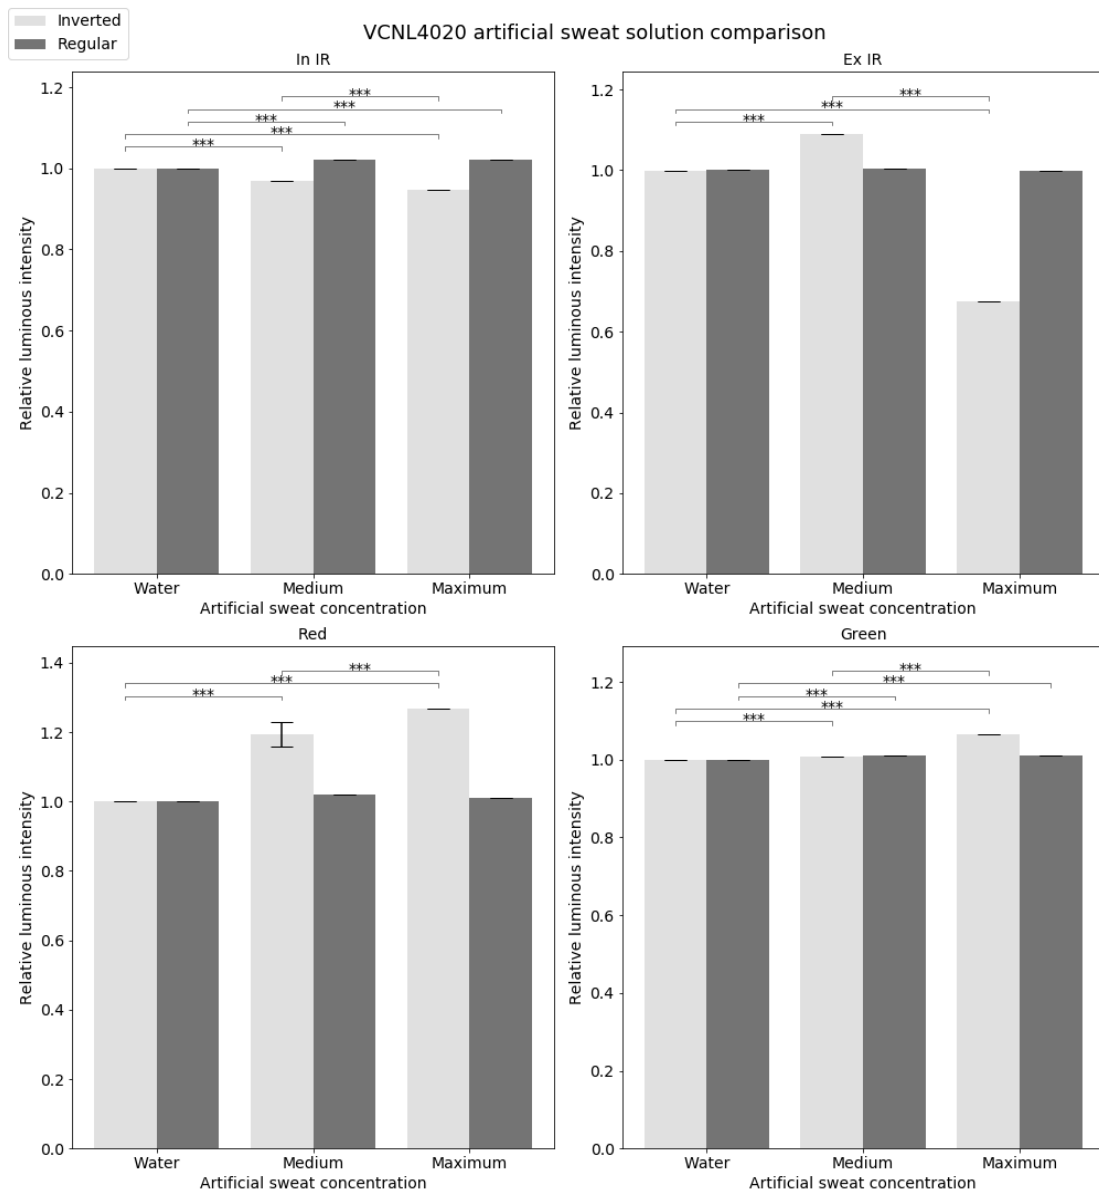 Inverted
Regular
VCNL4020 artificial sweat solution comparison
In IR
Relative luminous intensity
1.2
1.0
0.8
0.6
0.4
0.2
0.0
***
***
***
***
***
Water Medium Maximum
Artificial sweat concentration
Ex IR
Relative luminous intensity
1.2
1.0
0.8
0.6
0.4
0.2
0.0
***
***
***
Water Medium Maximum
Artificial sweat concentration
Red
Relative luminous intensity
1.4
1.2
1.0
0.8
0.6
0.4
0.2
0.0
***
***
***
Water Medium Maximum
Artificial sweat concentration
Green
Relative luminous intensity
1.2
1.0
0.8
0.6
0.4
0.2
0.0
***
***
***
***
***
Water Medium Maximum
Artificial sweat concentration